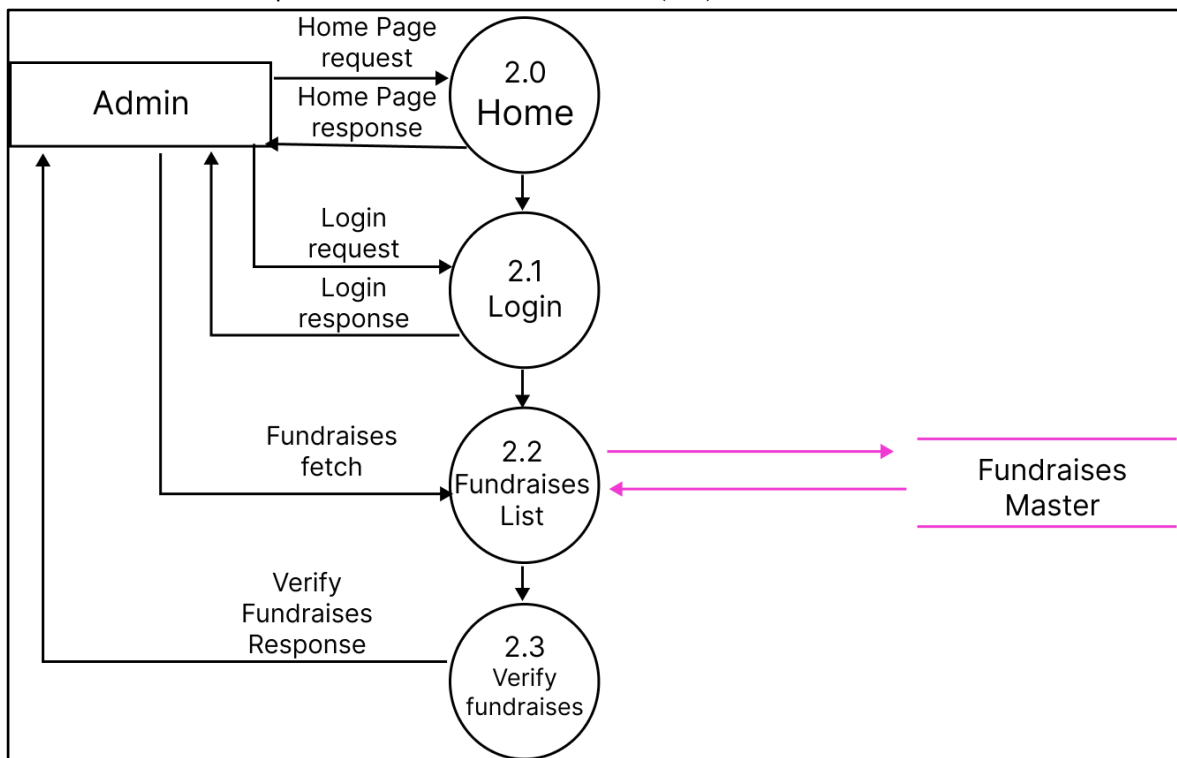 Home Page
request
Admin
2.0
Home
Home Page
response
Login
request
2.1
Login
Login
response
Fundraises
fetch
2.2
Fundraises
List
Fundraises
Master
Verify
Fundraises
Response
2.3
Verify
fundraises